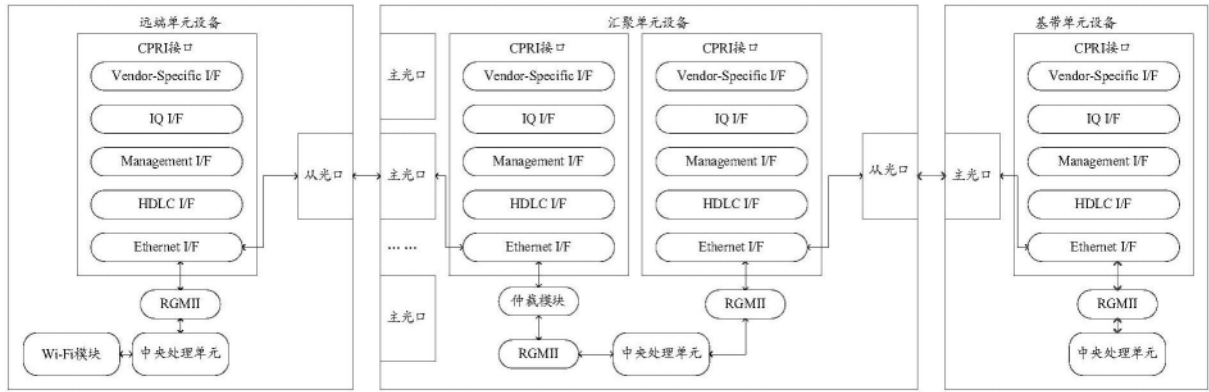 远端单元设备
CPRI接口
Vendor-Specific I/F
IQ I/F
Management I/F
HDLC I/F
Ethernet I/F
RGMII
Wi-Fi模块
中央处理单元
从光口
汇聚单元设备
主光口
主光口
... ...
主光口
CPRI接口
Vendor-Specific I/F
IQ I/F
Management I/F
HDLC I/F
Ethernet I/F
仲裁模块
RGMII
中央处理单元
CPRI接口
Vendor-Specific I/F
IQ I/F
Management I/F
HDLC I/F
Ethernet I/F
RGMII
从光口
基带单元设备
主光口
CPRI接口
Vendor-Specific I/F
IQ I/F
Management I/F
HDLC I/F
Ethernet I/F
RGMII
中央处理单元